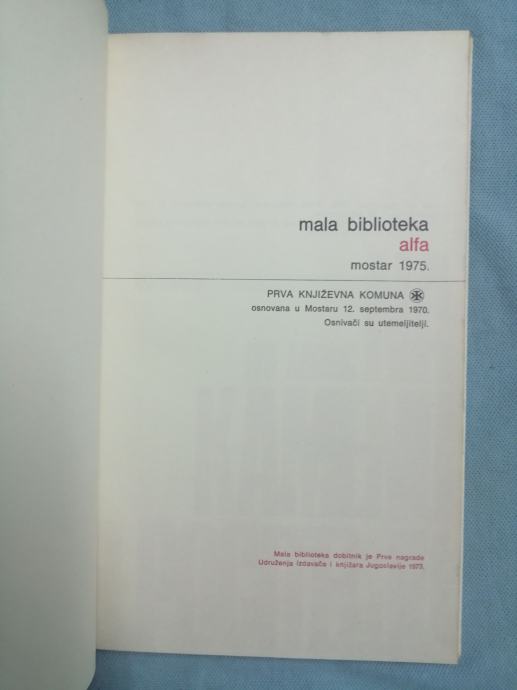 mala biblioteka
alfa
mostar 1975.
PRVA KNJIŽEVNA KOMUNA
osnovana u Mostaru 12. septembra 1970.
Osnivači su utemeljitelji.
Mala biblioteka dobitnik je Prve nagrade
Udruženja izdavača i knjižara Jugoslavije 1973.